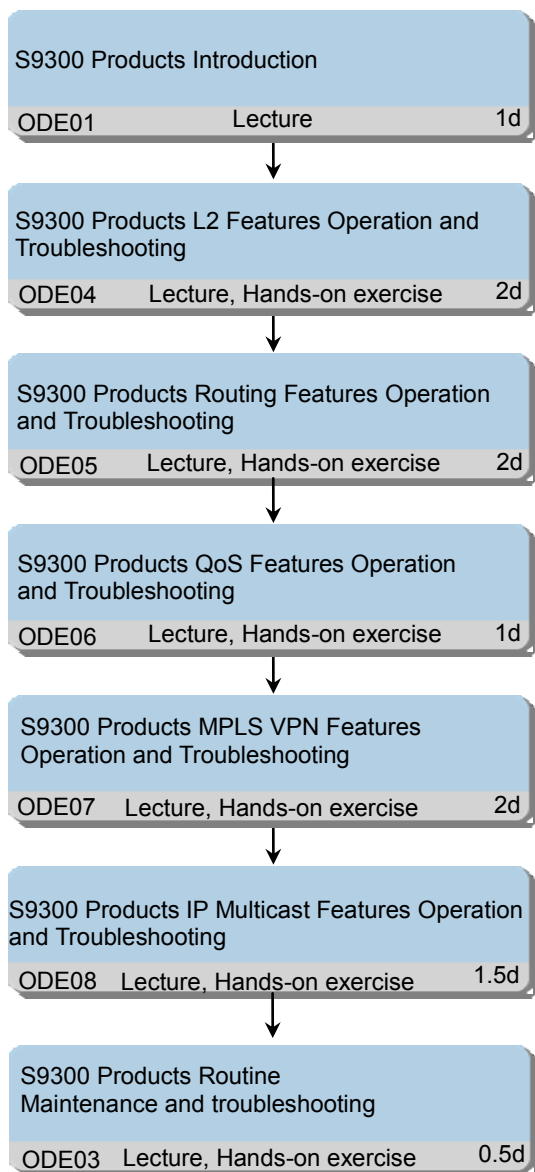 S9300 Products Introduction
ODE01 Lecture 1d
S9300 Products L2 Features Operation and
Troubleshooting
ODE04 Lecture, Hands-on exercise 2d
S9300 Products Routing Features Operation
and Troubleshooting
ODE05 Lecture, Hands-on exercise 2d
S9300 Products QoS Features Operation
and Troubleshooting
ODE06 Lecture, Hands-on exercise 1d
S9300 Products MPLS VPN Features
Operation and Troubleshooting
ODE07 Lecture, Hands-on exercise 2d
S9300 Products IP Multicast Features Operation
and Troubleshooting
ODE08 Lecture, Hands-on exercise 1.5d
S9300 Products Routine
Maintenance and troubleshooting
ODE03 Lecture, Hands-on exercise 0.5d